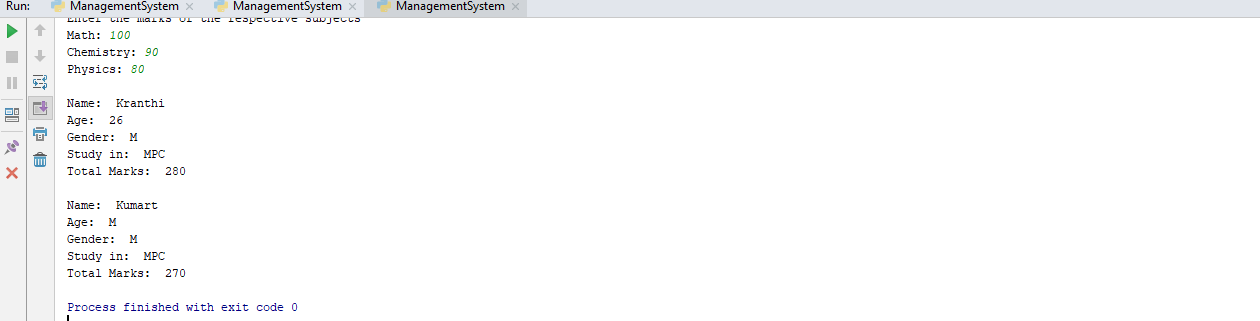 Run: ManagementSystem ManagementSystem ManagementSystem
Enter the marks of the respective subjects
Math: 100
Chemistry: 90
Physics: 80
Name:  Kranthi
Age:  26
Gender:  M
Study in:  MPC
Total Marks:  280
Name:  Kumart
Age:  M
Gender:  M
Study in:  MPC
Total Marks:  270
Process finished with exit code 0